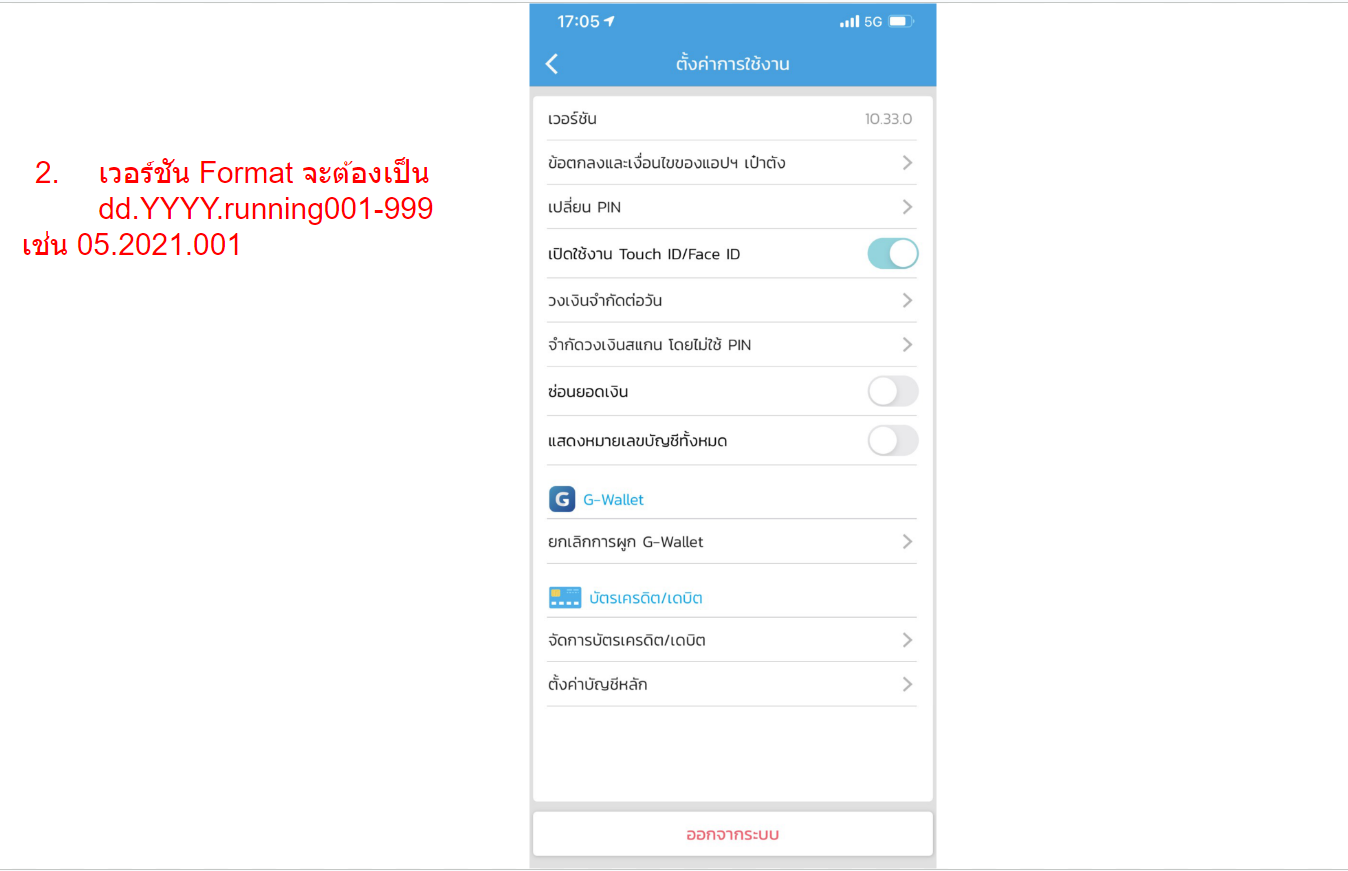 17:05
5G
ตั้งค่าการใช้งาน
เวอร์ชัน 10.33.0
ข้อตกลงและเงื่อนไขของแอปฯ เป๋าตัง
2. เวอร์ชัน Format จะต้องเป็น
dd.YYYY.running001-999
เช่น 05.2021.001
เปลี่ยน PIN
เปิดใช้งาน Touch ID/Face ID
วงเงินจำกัดต่อวัน
จำกัดวงเงินสแกน โดยไม่ใช้ PIN
ซ่อนยอดเงิน
แสดงหมายเลขบัญชีทั้งหมด
G G-Wallet
ยกเลิกการผูก G-Wallet
บัตรเครดิต/เดบิต
จัดการบัตรเครดิต/เดบิต
ตั้งค่าบัญชีหลัก
ออกจากระบบ